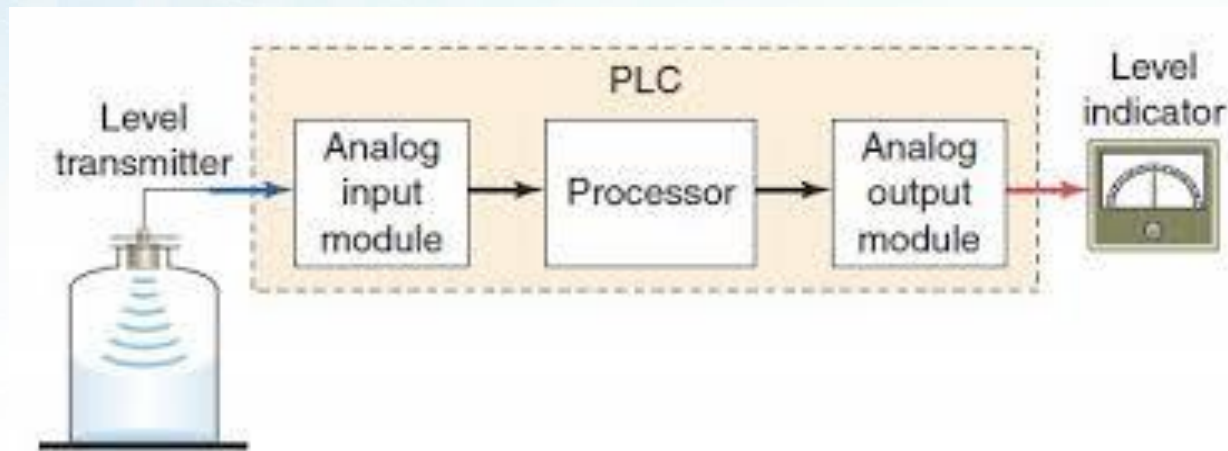 PLC
Level
transmitter
Analog
input
module
Processor
Analog
output
module
Level
indicator